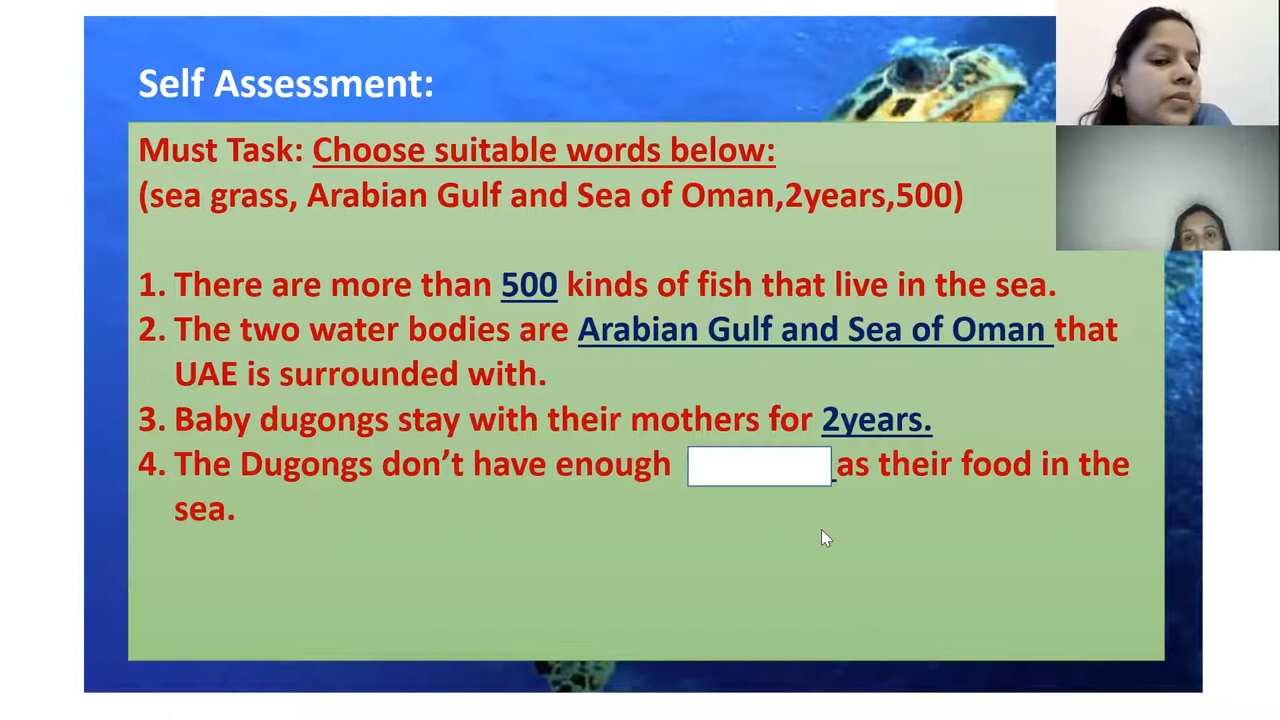 Self Assessment:
Must Task: Choose suitable words below:
(sea grass, Arabian Gulf and Sea of Oman,2years,500)
1. There are more than 500 kinds of fish that live in the sea.
2. The two water bodies are Arabian Gulf and Sea of Oman that
UAE is surrounded with.
3. Baby dugongs stay with their mothers for 2years.
4. The Dugongs don’t have enough as their food in the
sea.